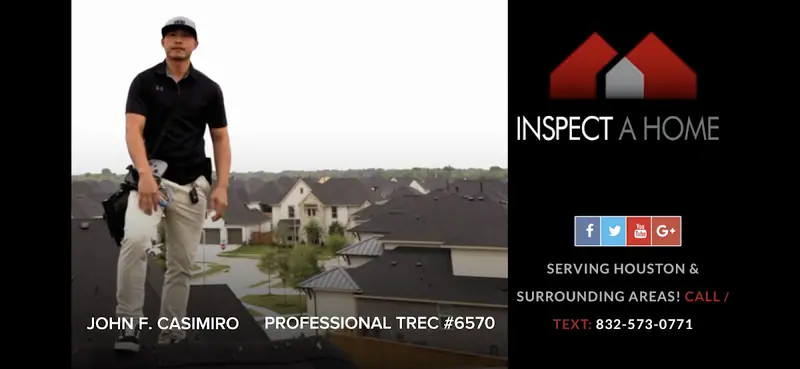 INSPECT A HOME
SERVING HOUSTON &
SURROUNDING AREAS! CALL /
TEXT: 832-573-0771
JOHN F. CASIMIRO
PROFESSIONAL TREC #6570